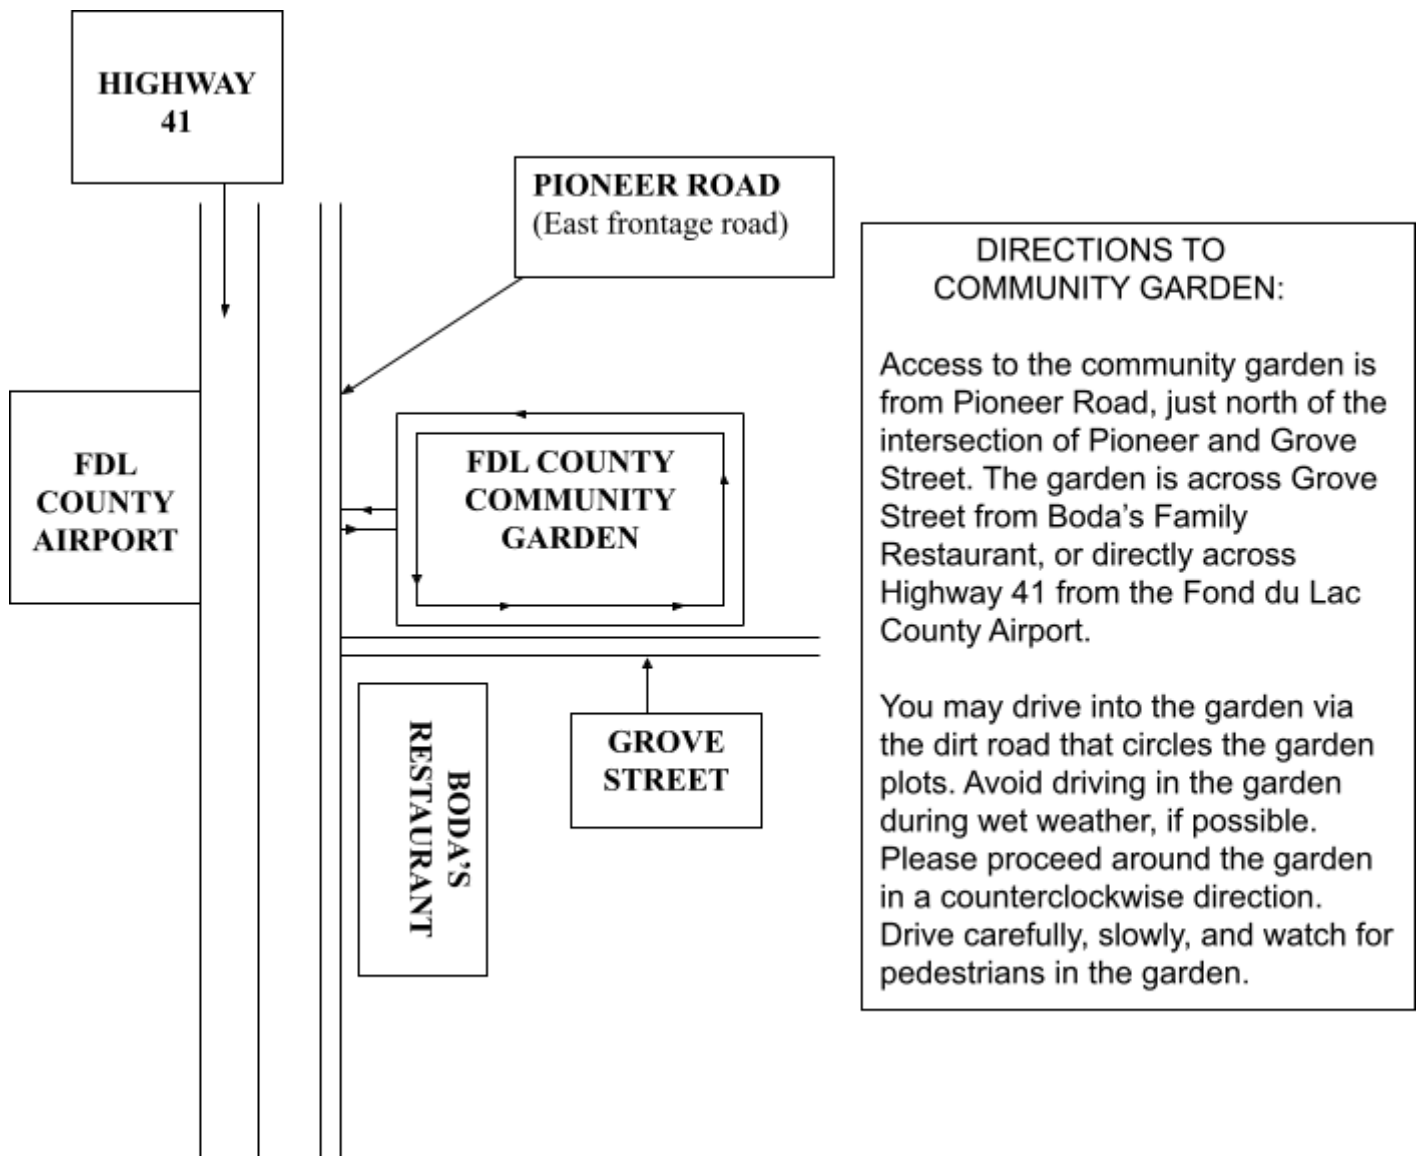 HIGHWAY
41
PIONEER ROAD
(East frontage road)
FDL
COUNTY
AIRPORT
FDL COUNTY
COMMUNITY
GARDEN
BODA'S
RESTAURANT
GROVE
STREET
DIRECTIONS TO
COMMUNITY GARDEN:
Access to the community garden is
from Pioneer Road, just north of the
intersection of Pioneer and Grove
Street. The garden is across Grove
Street from Boda's Family
Restaurant, or directly across
Highway 41 from the Fond du Lac
County Airport.
You may drive into the garden via
the dirt road that circles the garden
plots. Avoid driving in the garden
during wet weather, if possible.
Please proceed around the garden
in a counterclockwise direction.
Drive carefully, slowly, and watch for
pedestrians in the garden.